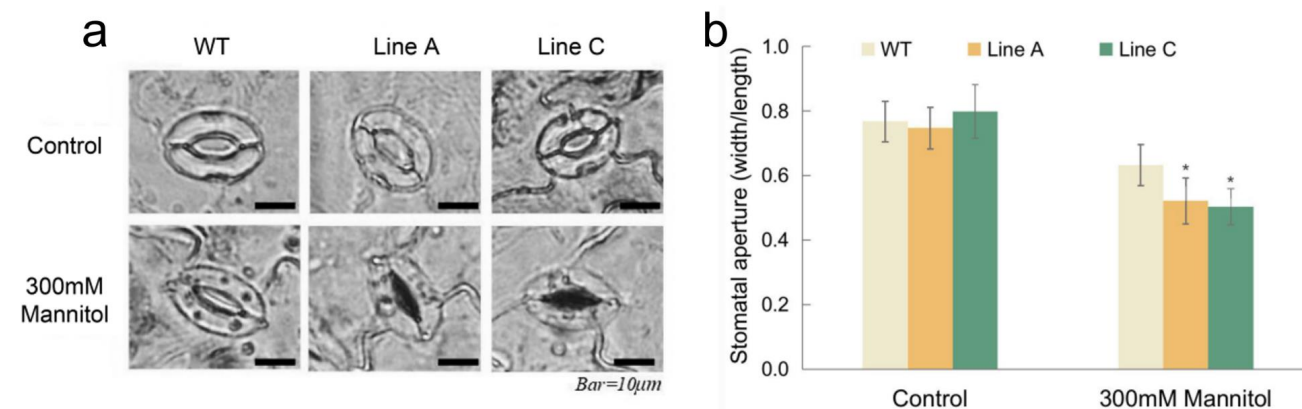 a
WT Line A Line C
Control
300mM
Mannitol
Bar=10μm
b
WT Line A Line C
Stomatal aperture (width/length)
1.0
0.8
0.6
0.4
0.2
0.0
* *
Control 300mM Mannitol